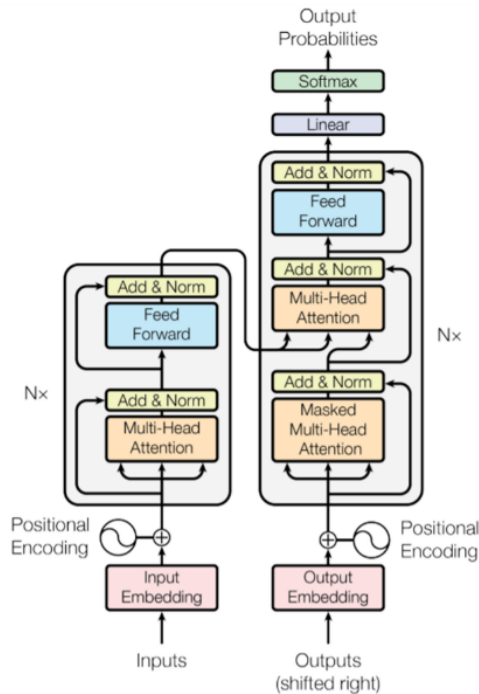 Output
Probabilities
Softmax
Linear
Add & Norm
Feed
Forward
Add & Norm
Multi-Head
Attention
Add & Norm
Masked
Multi-Head
Attention
Nx
Add & Norm
Feed
Forward
Add & Norm
Multi-Head
Attention
Nx
Positional
Encoding
Positional
Encoding
Input
Embedding
Output
Embedding
Inputs
Outputs
(shifted right)